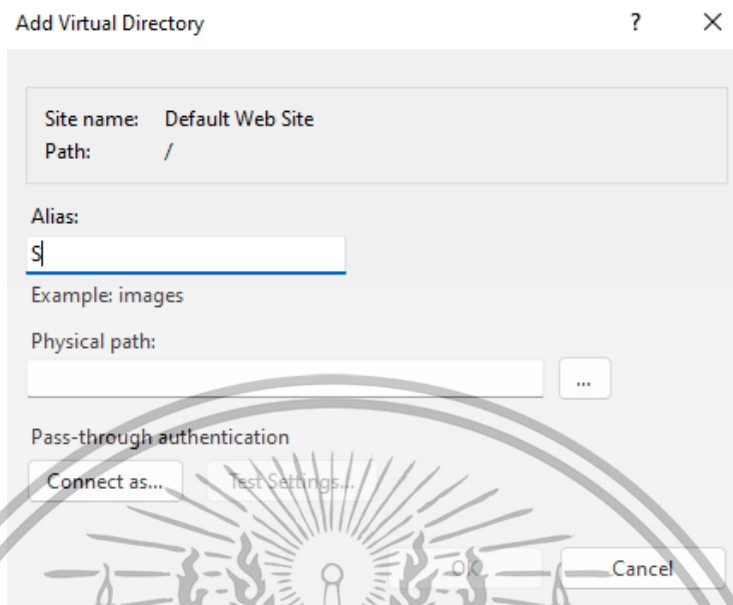 Add Virtual Directory ?
Site name: Default Web Site
Path: /
Alias:
S
Example: images
Physical path:
...
Pass-through authentication
Connect as... Test Settings...
OK Cancel